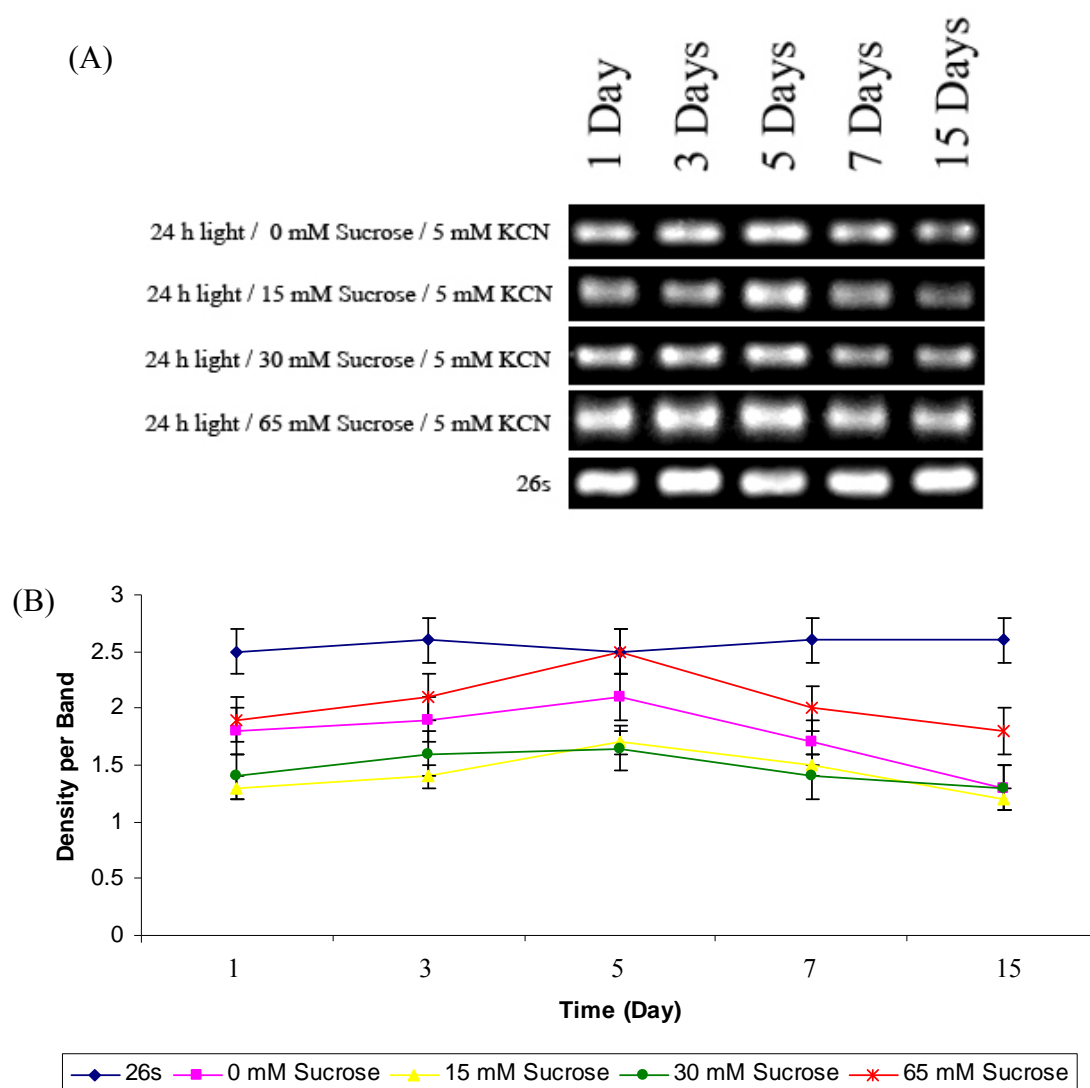 (A)
1 Day
3 Days
5 Days
7 Days
15 Days
24 h light / 0 mM Sucrose / 5 mM KCN
24 h light / 15 mM Sucrose / 5 mM KCN
24 h light / 30 mM Sucrose / 5 mM KCN
24 h light / 65 mM Sucrose / 5 mM KCN
26s
(B)
Density per Band
3
2.5
2
1.5
1
0.5
0
1 3 5 7 15
Time (Day)
26s 0 mM Sucrose 15 mM Sucrose 30 mM Sucrose 65 mM Sucrose